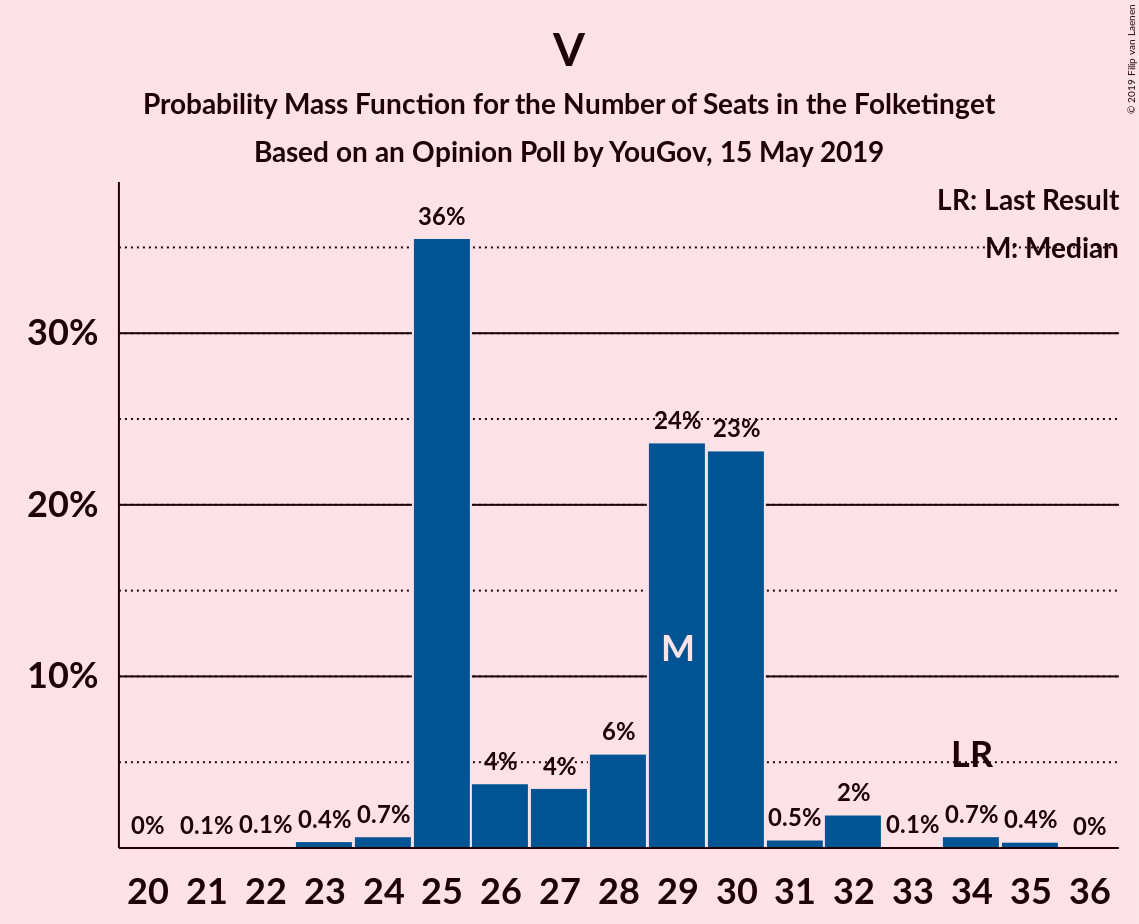 V
Probability Mass Function for the Number of Seats in the Folketinget
Based on an Opinion Poll by YouGov, 15 May 2019
© 2019 Filip van Laenen
LR: Last Result
M: Median
36%
30%
24%
23%
20%
M
10%
6%
LR
4%
4%
2%
0%
0.1%
0.1%
0.4%
0.7%
0.5%
0.1%
0.7%
0.4%
0%
20 21 22 23 24 25 26 27 28 29 30 31 32 33 34 35 36